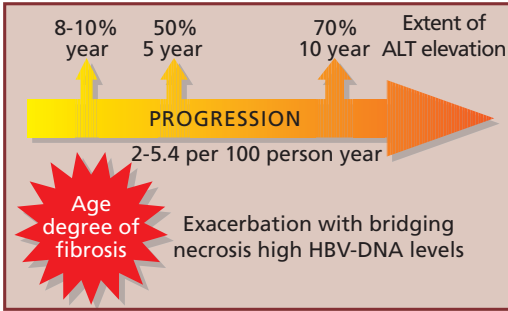 8-10%
year
50%
5 year
70%
10 year
Extent of
ALT elevation
PROGRESSION
2-5.4 per 100 person year
Age
degree of
fibrosis
Exacerbation with bridging
necrosis high HBV-DNA levels